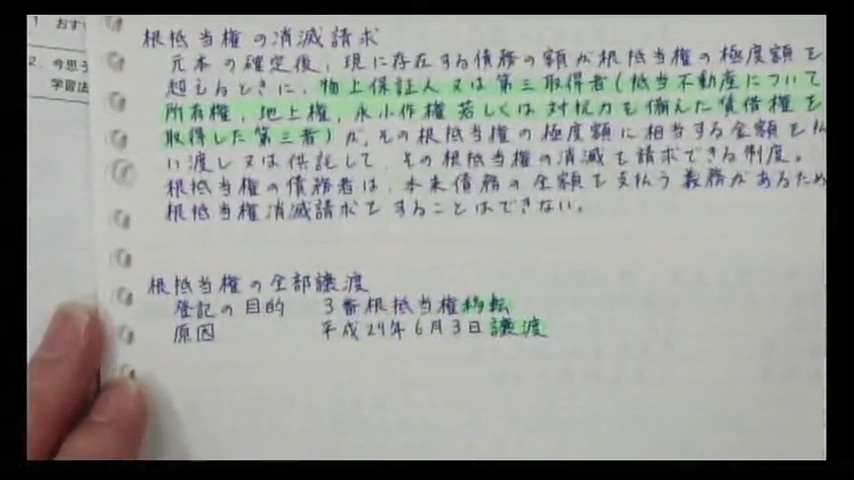 1 おす
2. 今思う
学習法
根抵当権の消滅請求
元本の確定後、現に存在する債務の額が根抵当権の極度額を
超えるときに、物上保証人又は第三取得者(抵当不動産について
所有権、地上権、永小作権若しくは対抗力を備えた賃借権を
取得した第三者)が、その根抵当権の極度額に相当する金額を払
い渡し又は供託して、その根抵当権の消滅を請求できる制度。
根抵当権の債務者は、本来債務の全額を支払う義務があるため
根抵当権消滅請求をすることはできない。
根抵当権の全部譲渡
登記の目的 3番根抵当権移転
原因 平成29年6月3日譲渡